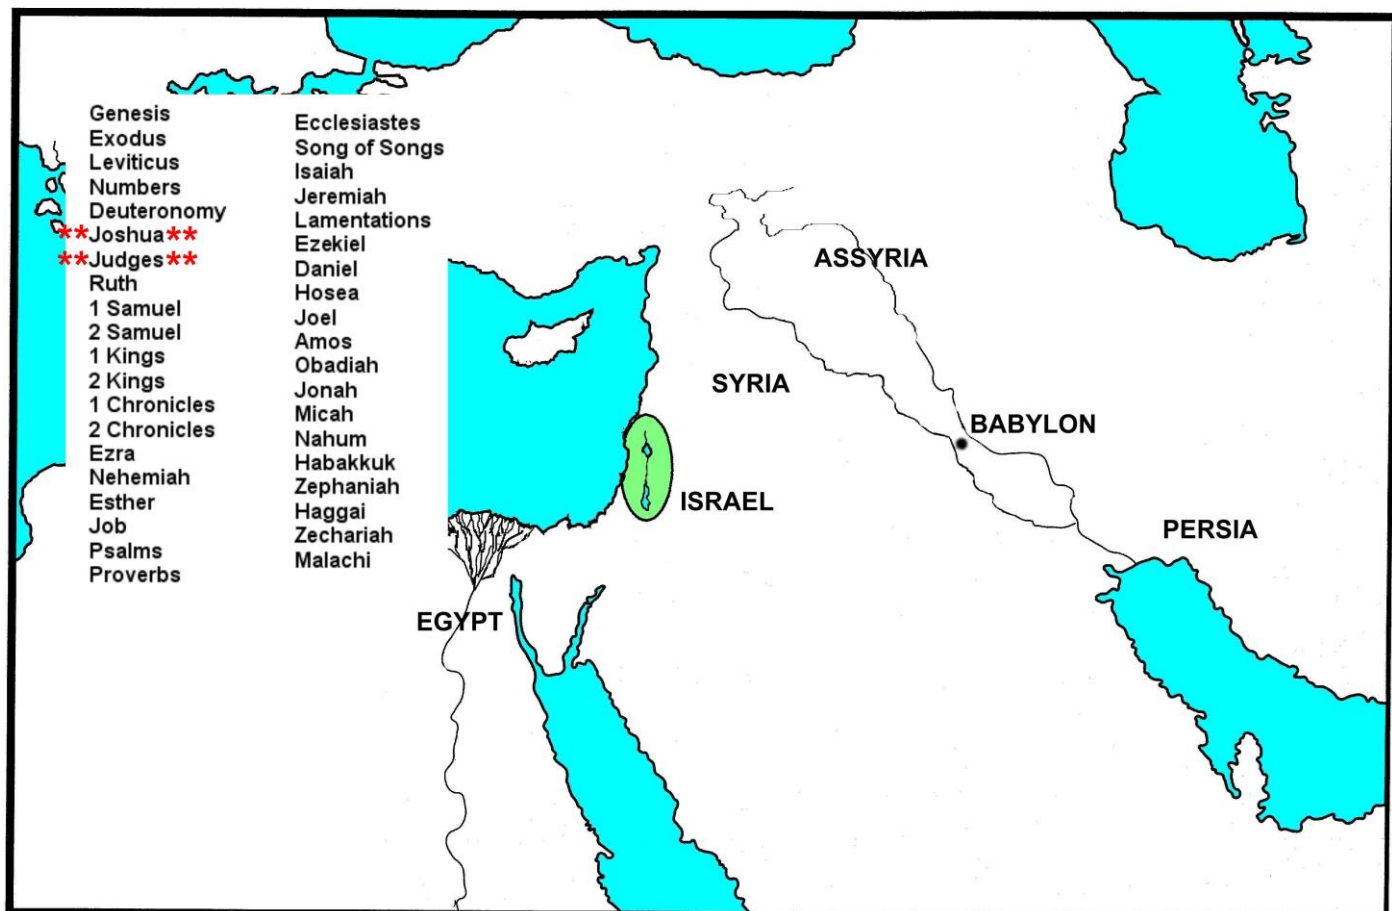 Genesis
Exodus
Leviticus
Numbers
Deuteronomy
**Joshua**
**Judges**
Ruth
1 Samuel
2 Samuel
1 Kings
2 Kings
1 Chronicles
2 Chronicles
Ezra
Nehemiah
Esther
Job
Psalms
Proverbs
Ecclesiastes
Song of Songs
Isaiah
Jeremiah
Lamentations
Ezekiel
Daniel
Hosea
Joel
Amos
Obadiah
Jonah
Micah
Nahum
Habakkuk
Zephaniah
Haggai
Zechariah
Malachi
ASSYRIA
SYRIA
BABYLON
ISRAEL
PERSIA
EGYPT